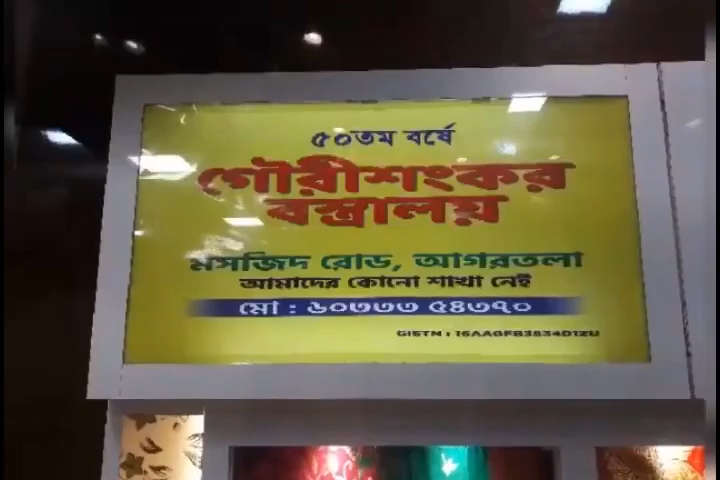 ৫০তম বর্ষে
গৌরীশংকর
বস্ত্রালয়
মসজিদ রোড, আগরতলা
আমাদের কোনো শাখা নেই
মো : ৬০৩৩৩ ৫৪৩৭০